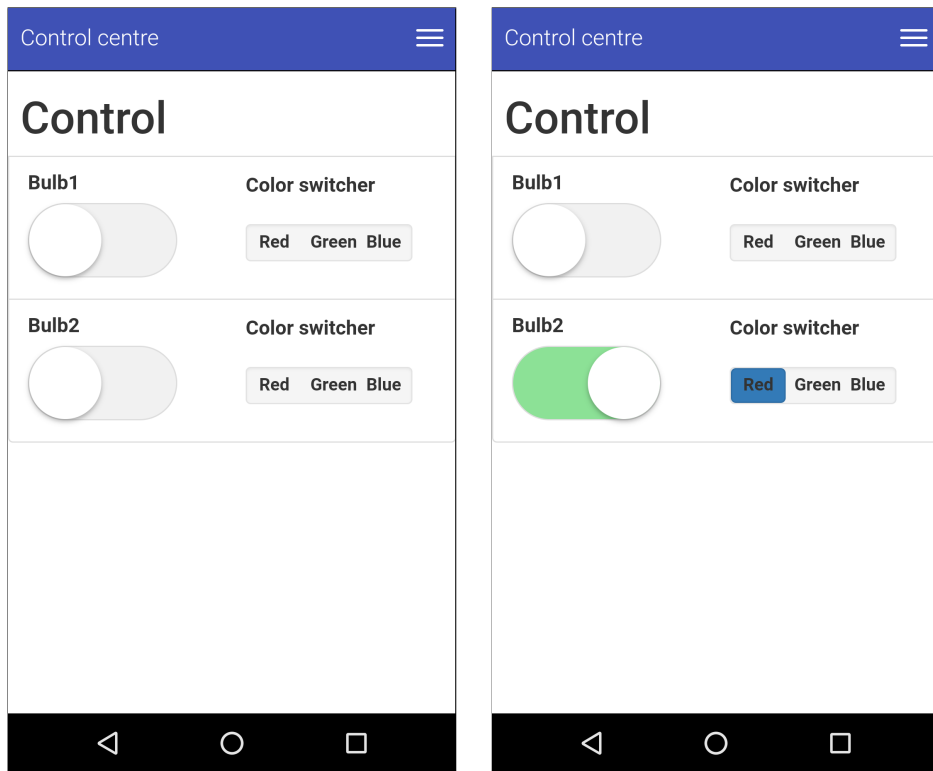 Control centre
Control
Bulb1
Color switcher
Red Green Blue
Bulb2
Color switcher
Red Green Blue
Control centre
Control
Bulb1
Color switcher
Red Green Blue
Bulb2
Color switcher
Red Green Blue